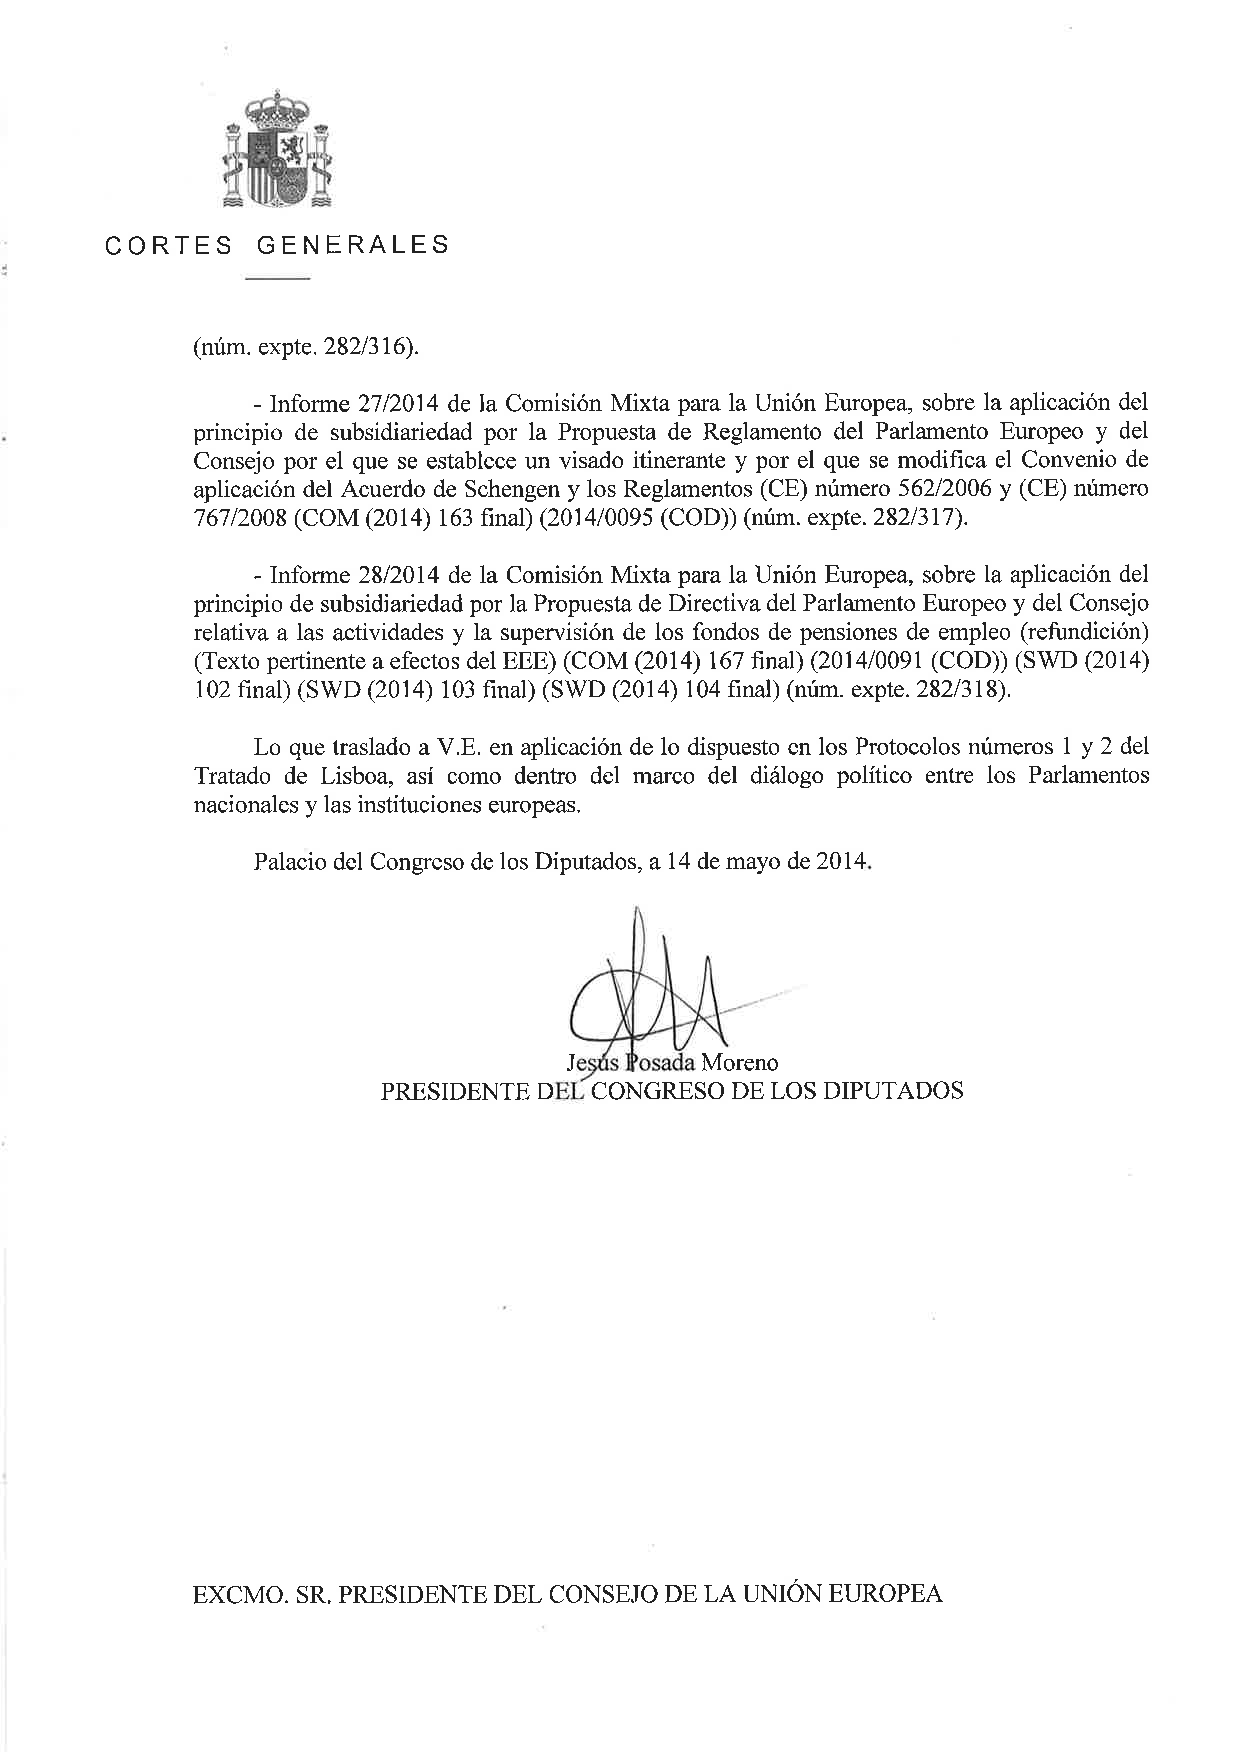 CORTES GENERALES
(núm. expte. 282/316).
- Informe 27/2014 de la Comisión Mixta para la Unión Europea, sobre la aplicación del
principio de subsidiariedad por la Propuesta de Reglamento del Parlamento Europeo y del
Consejo por el que se establece un visado itinerante y por el que se modifica el Convenio de
aplicación del Acuerdo de Schengen y los Reglamentos (CE) número 562/2006 y (CE) número
767/2008 (COM (2014) 163 final) (2014/0095 (COD)) (núm. expte. 282/317).
- Informe 28/2014 de la Comisión Mixta para la Unión Europea, sobre la aplicación del
principio de subsidiariedad por la Propuesta de Directiva del Parlamento Europeo y del Consejo
relativa a las actividades y la supervisión de los fondos de pensiones de empleo (refundición)
(Texto pertinente a efectos del EEE) (COM (2014) 167 final) (2014/0091 (COD)) (SWD (2014)
102 final) (SWD (2014) 103 final) (SWD (2014) 104 final) (núm. expte. 282/318).
Lo que traslado a V.E. en aplicación de lo dispuesto en los Protocolos números 1 y 2 del
Tratado de Lisboa, así como dentro del marco del diálogo político entre los Parlamentos
nacionales y las instituciones europeas.
Palacio del Congreso de los Diputados, a 14 de mayo de 2014.
Jesús Posada Moreno
PRESIDENTE DEL CONGRESO DE LOS DIPUTADOS
EXCMO. SR. PRESIDENTE DEL CONSEJO DE LA UNIÓN EUROPEA